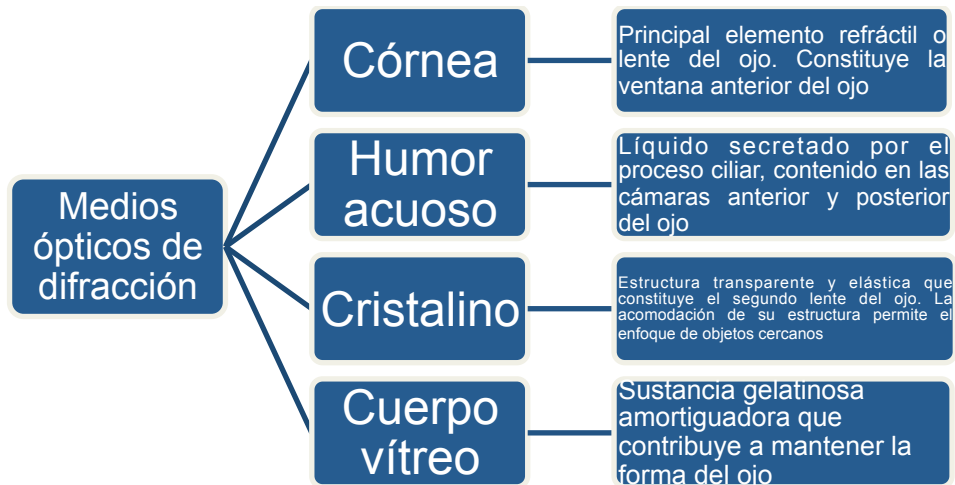 Medios
ópticos de
difracción
Córnea
Principal elemento refráctil o
lente del ojo. Constituye la
ventana anterior del ojo
Humor
acuoso
Líquido secretado por el
proceso ciliar, contenido en las
cámaras anterior y posterior
del ojo
Cristalino
Estructura transparente y elástica que
constituye el segundo lente del ojo. La
acomodación de su estructura permite el
enfoque de objetos cercanos
Cuerpo
vítreo
Sustancia gelatinosa
amortiguadora que
contribuye a mantener la
forma del ojo